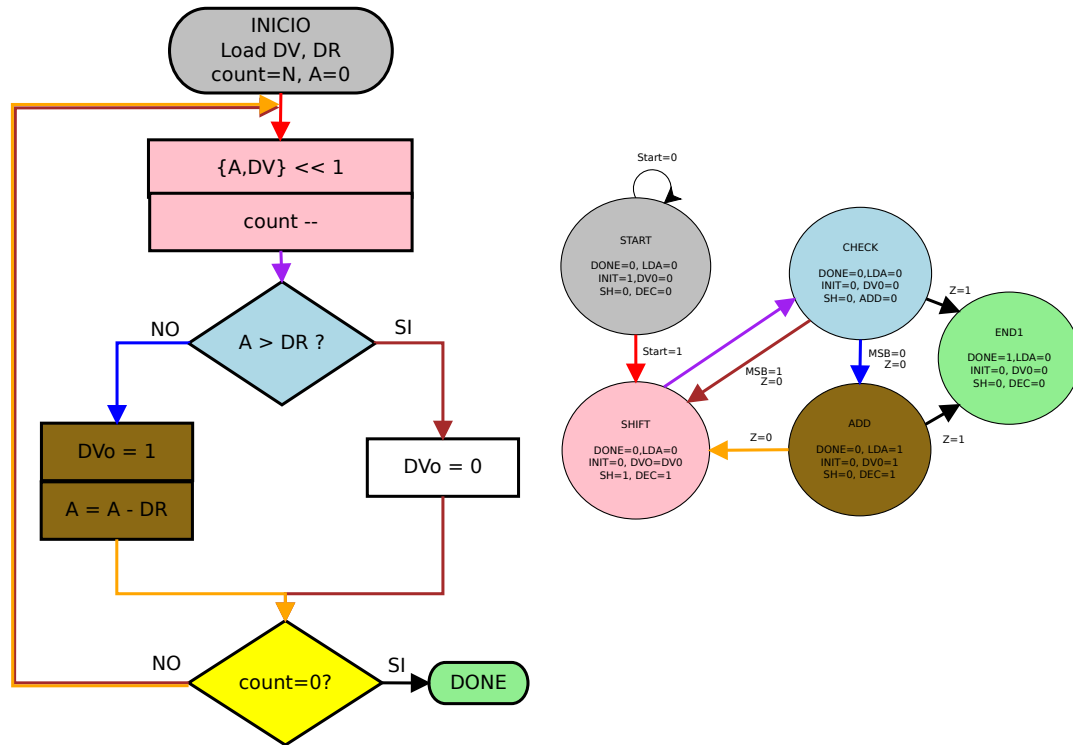 INICIO
Load DV, DR
count=N, A=0
{A,DV} << 1
count --
A > DR ?
NO
SI
DVo = 1
A = A - DR
DVo = 0
count=0?
NO
SI
DONE
Start=0
START
DONE=0, LDA=0
INIT=1,DV0=0
SH=0, DEC=0
Start=1
CHECK
DONE=0,LDA=0
INIT=0, DV0=0
SH=0, ADD=0
Z=1
END1
DONE=1,LDA=0
INIT=0, DV0=0
SH=0, DEC=0
MSB=1
Z=0
MSB=0
Z=0
SHIFT
DONE=0,LDA=0
INIT=0, DVO=DV0
SH=1, DEC=1
Z=0
ADD
DONE=0, LDA=1
INIT=0, DV0=1
SH=0, DEC=1
Z=1